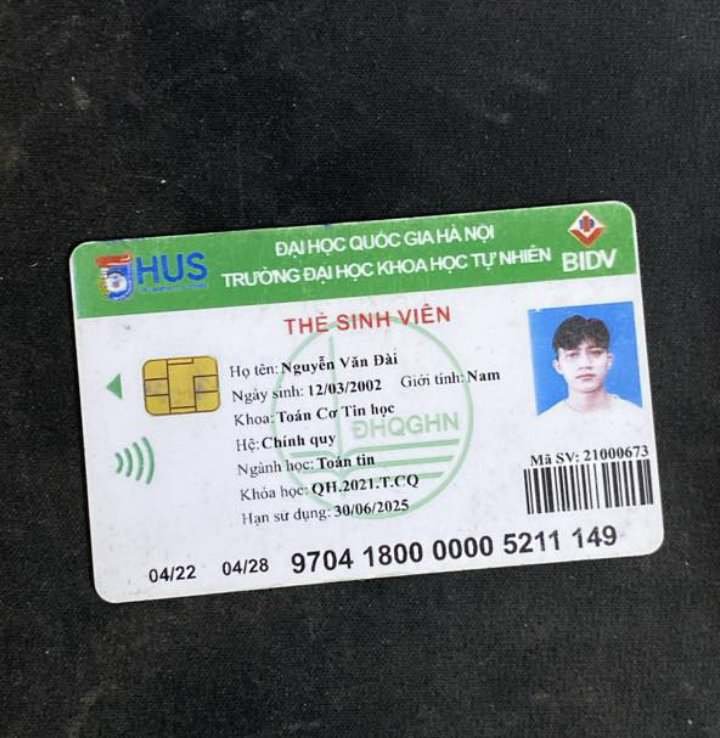 HUS
ĐẠI HỌC QUỐC GIA HÀ NỘI
TRƯỜNG ĐẠI HỌC KHOA HỌC TỰ NHIÊN
BIDV
THẺ SINH VIÊN
Họ tên: Nguyễn Văn Đài
Ngày sinh: 12/03/2002 Giới tính: Nam
Khoa: Toán Cơ Tin học
Hệ: Chính quy
ĐHQGHN
Ngành học: Toán tin
Mã SV: 21000673
Khóa học: QH.2021.T.CQ
Hạn sử dụng: 30/06/2025
04/22 04/28 9704 1800 0000 5211 149